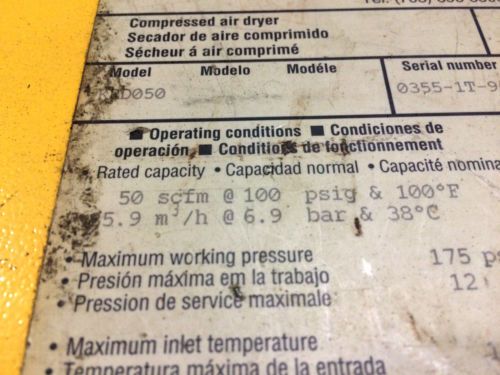 Compressed air dryer
Secador de aire comprimido
Sécheur á air comprimé
Model Modelo Modéle Serial number
KAD050 0355-1T-9
■ Operating conditions ■ Condiciones de
operación ■ Conditions de fonctionnement
Rated capacity • Capacidad normal • Capacité nomina
50 scfm @ 100 psig & 100°F
5.9 m³/h @ 6.9 bar & 38°C
• Maximum working pressure 175 ps
• Presión máxima em la trabajo 12
• Pression de service maximale
• Maximum inlet temperature
• Temperatura máxima de la entrada